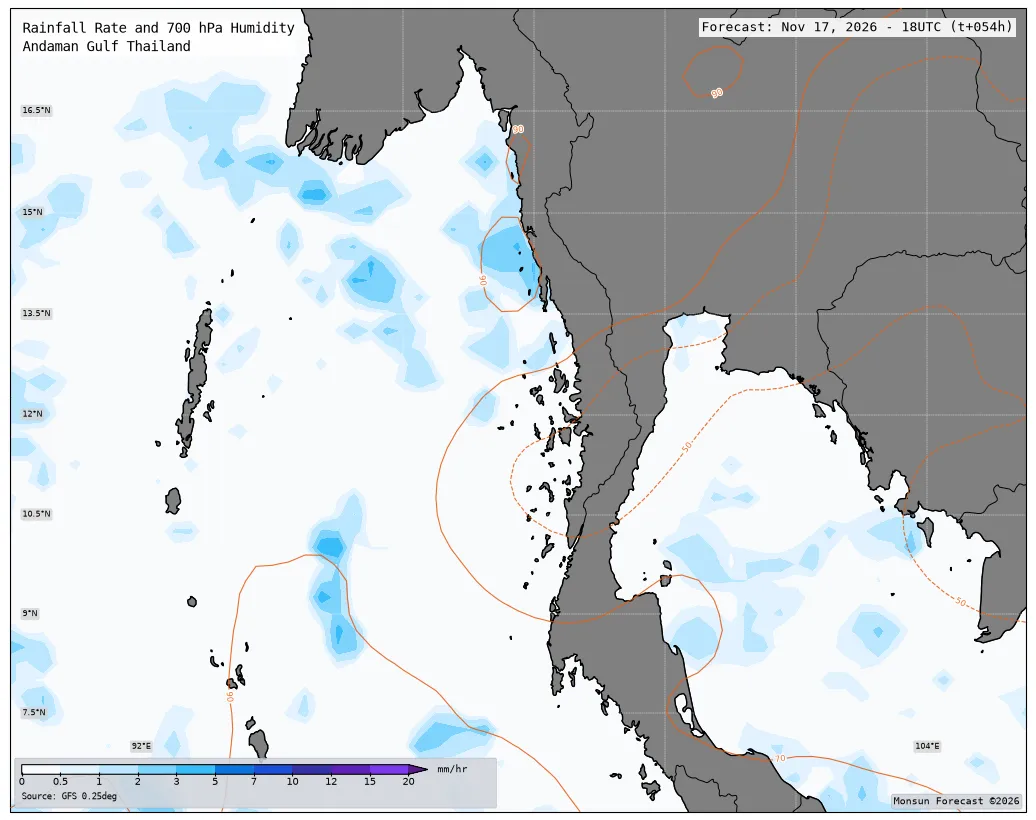 Rainfall Rate and 700 hPa Humidity
Andaman Gulf Thailand
Forecast: Nov 17, 2026 - 18UTC (t+054h)
90
16.5°N
90
15°N
90
13.5°N
12°N
50
10.5°N
50
9°N
90
7.5°N
92°E
104°E
70
mm/hr
0 0.5 1 2 3 5 7 10 12 15 20
Source: GFS 0.25deg
Monsun Forecast ©2026